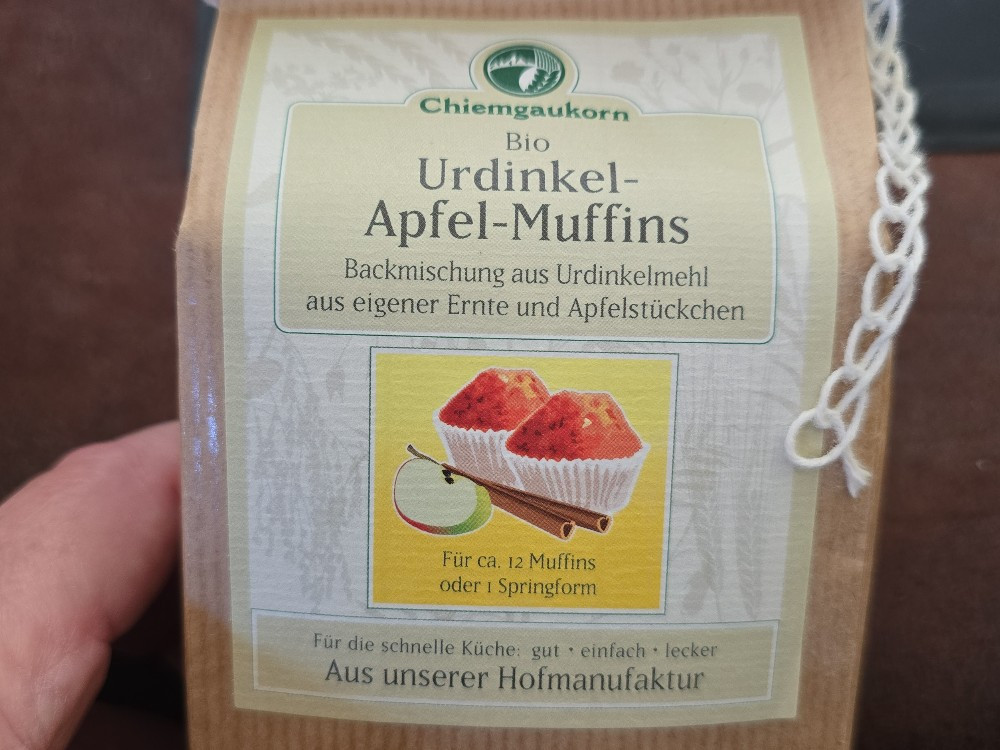 Chiemgaukorn
Bio
Urdinkel-
Apfel-Muffins
Backmischung aus Urdinkelmehl
aus eigener Ernte und Apfelstückchen
Für ca. 12 Muffins
oder 1 Springform
Für die schnelle Küche: gut · einfach · lecker
Aus unserer Hofmanufaktur